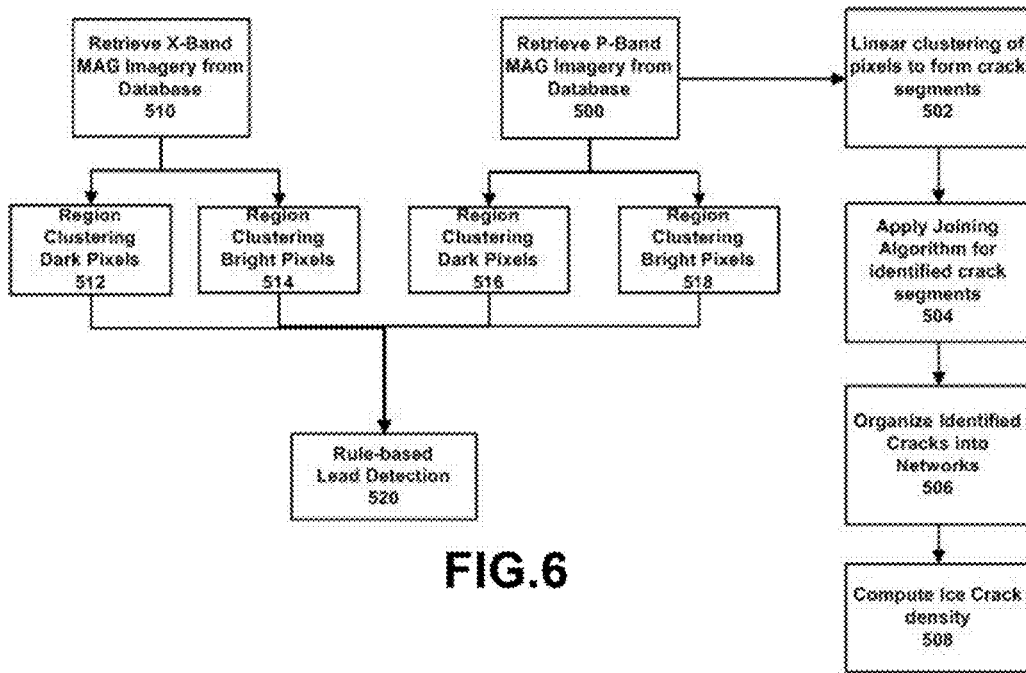 Retrieve X-Band
MAG Imagery from
Database
510
Retrieve P-Band
MAG Imagery from
Database
500
Linear clustering of
pixels to form crack
segments
502
Region
Clustering
Dark Pixels
512
Region
Clustering
Bright Pixels
514
Region
Clustering
Dark Pixels
516
Region
Clustering
Bright Pixels
518
Apply Joining
Algorithm for
identified crack
segments
504
Rule-based
Lead Detection
520
Organize Identified
Cracks into
Networks
506
FIG.6
Compute Ice Crack
density
508